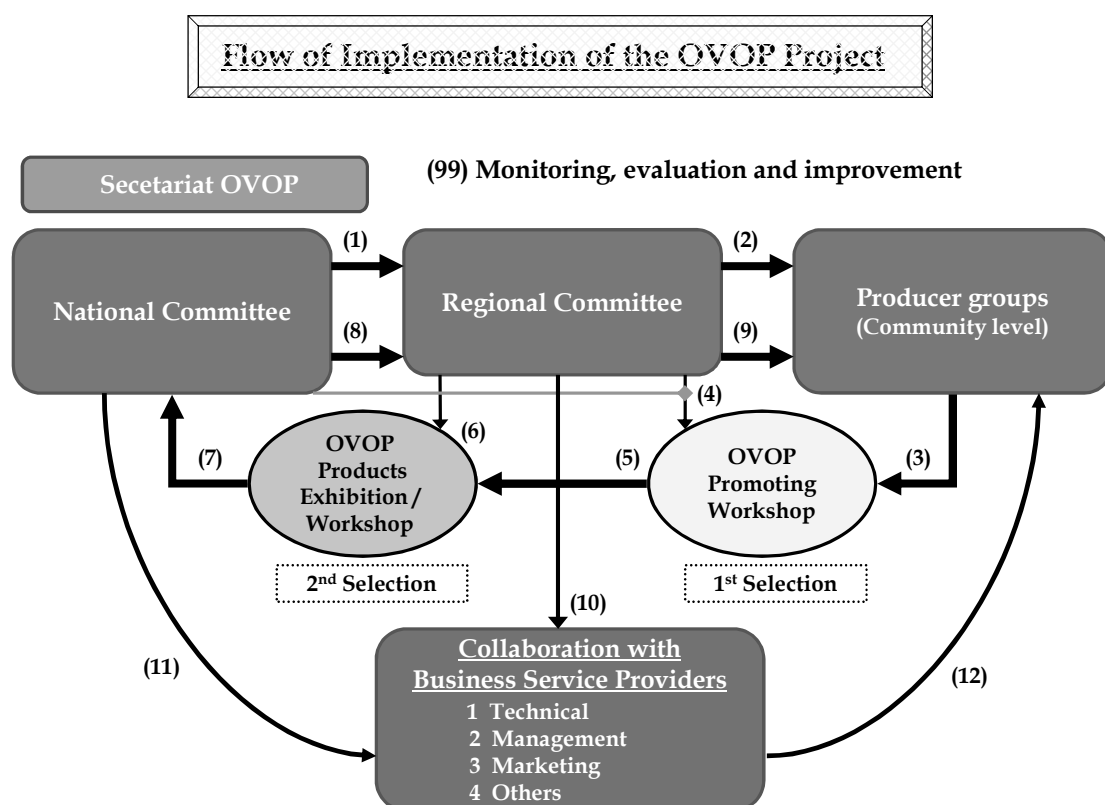 Flow of Implementation of the OVOP Project
Secetariat OVOP
(99) Monitoring, evaluation and improvement
(1)
(2)
National Committee
Regional Committee
Producer groups
(Community level)
(8)
(9)
(4)
(6)
(7)
OVOP
Products
Exhibition /
Workshop
(5)
OVOP
Promoting
Workshop
(3)
2nd Selection
1st Selection
(10)
(11)
(12)
Collaboration with
Business Service Providers
1 Technical
2 Management
3 Marketing
4 Others